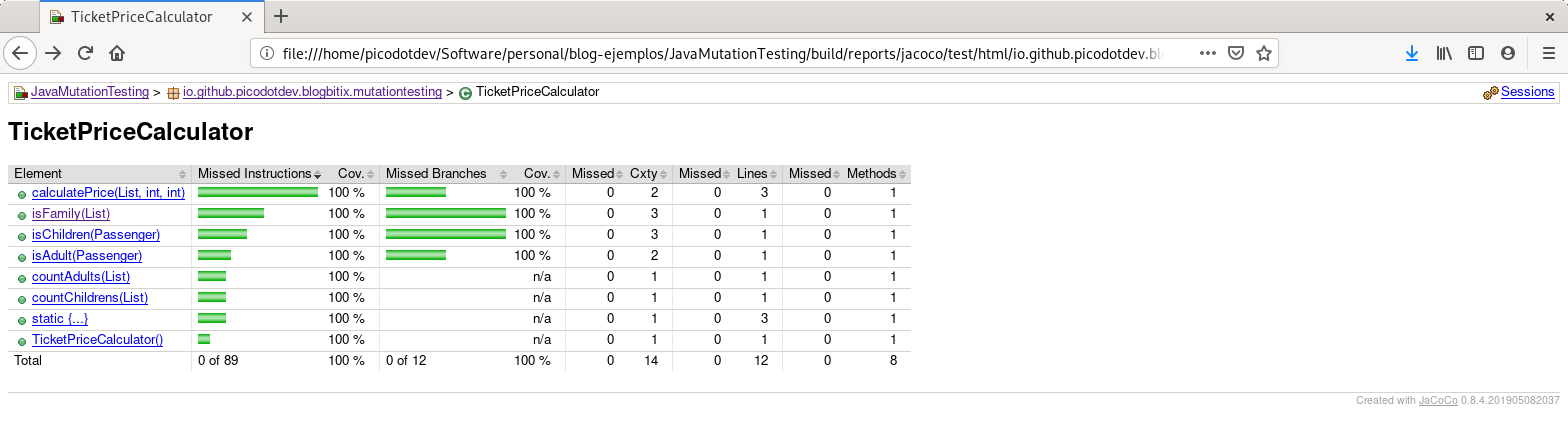 TicketPriceCalculator
file:///home/picodotdev/Software/personal/blog-ejemplos/JavaMutationTesting/build/reports/jacoco/test/html/io.github.picodotdev.bl
JavaMutationTesting > io.github.picodotdev.blogbitix.mutationtesting > TicketPriceCalculator Sessions
TicketPriceCalculator
Element Missed Instructions Cov. Missed Branches Cov. Missed Cxty Missed Lines Missed Methods
calculatePrice(List, int, int) 100 % 100 % 0 2 0 3 0 1
isFamily(List) 100 % 100 % 0 3 0 1 0 1
isChildren(Passenger) 100 % 100 % 0 3 0 1 0 1
isAdult(Passenger) 100 % 100 % 0 2 0 1 0 1
countAdults(List) 100 % n/a 0 1 0 1 0 1
countChildrens(List) 100 % n/a 0 1 0 1 0 1
static {...} 100 % n/a 0 1 0 3 0 1
TicketPriceCalculator() 100 % n/a 0 1 0 1 0 1
Total 0 of 89 100 % 0 of 12 100 % 0 14 0 12 0 8
Created with JaCoCo 0.8.4.201905082037